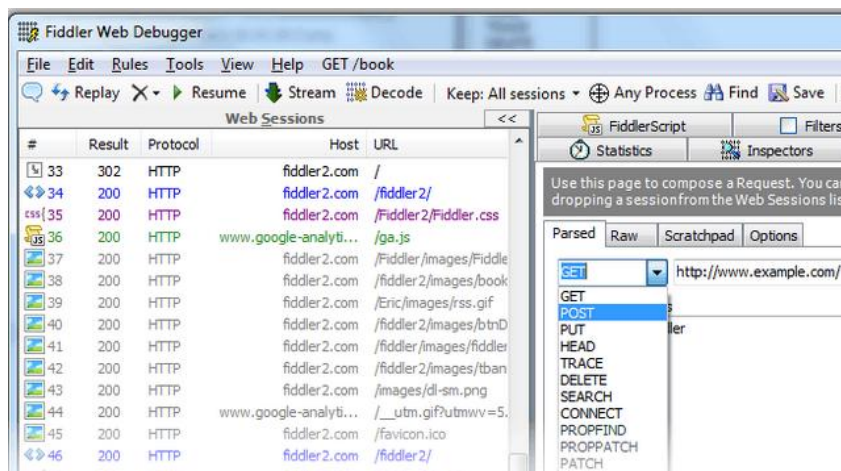 Fiddler Web Debugger
File Edit Rules Tools View Help GET /book
Replay Resume Stream Decode Keep: All sessions Any Process Find Save
Web Sessions <<
# Result Protocol Host URL
33 302 HTTP fiddler2.com /
34 200 HTTP fiddler2.com /fiddler2/
35 200 HTTP fiddler2.com /Fiddler2/Fiddler.css
36 200 HTTP www.google-analyti... /ga.js
37 200 HTTP fiddler2.com /Fiddler/images/Fiddle
38 200 HTTP fiddler2.com /fiddler2/images/book
39 200 HTTP fiddler2.com /Eric/images/rss.gif
40 200 HTTP fiddler2.com /fiddler2/images/btnD
41 200 HTTP fiddler2.com /fiddler/images/fiddler
42 200 HTTP fiddler2.com /fiddler2/images/tban
43 200 HTTP fiddler2.com /images/dl-sm.png
44 200 HTTP www.google-analyti... /__utm.gif?utmwv=5.
45 200 HTTP fiddler2.com /favicon.ico
46 200 HTTP fiddler2.com /fiddler2/
FiddlerScript Filters
Statistics Inspectors
Use this page to compose a Request. You can
dropping a session from the Web Sessions lis
Parsed Raw Scratchpad Options
GET http://www.example.com/
GET
POST
PUT
HEAD
TRACE
DELETE
SEARCH
CONNECT
PROPFIND
PROPPATCH
PATCH